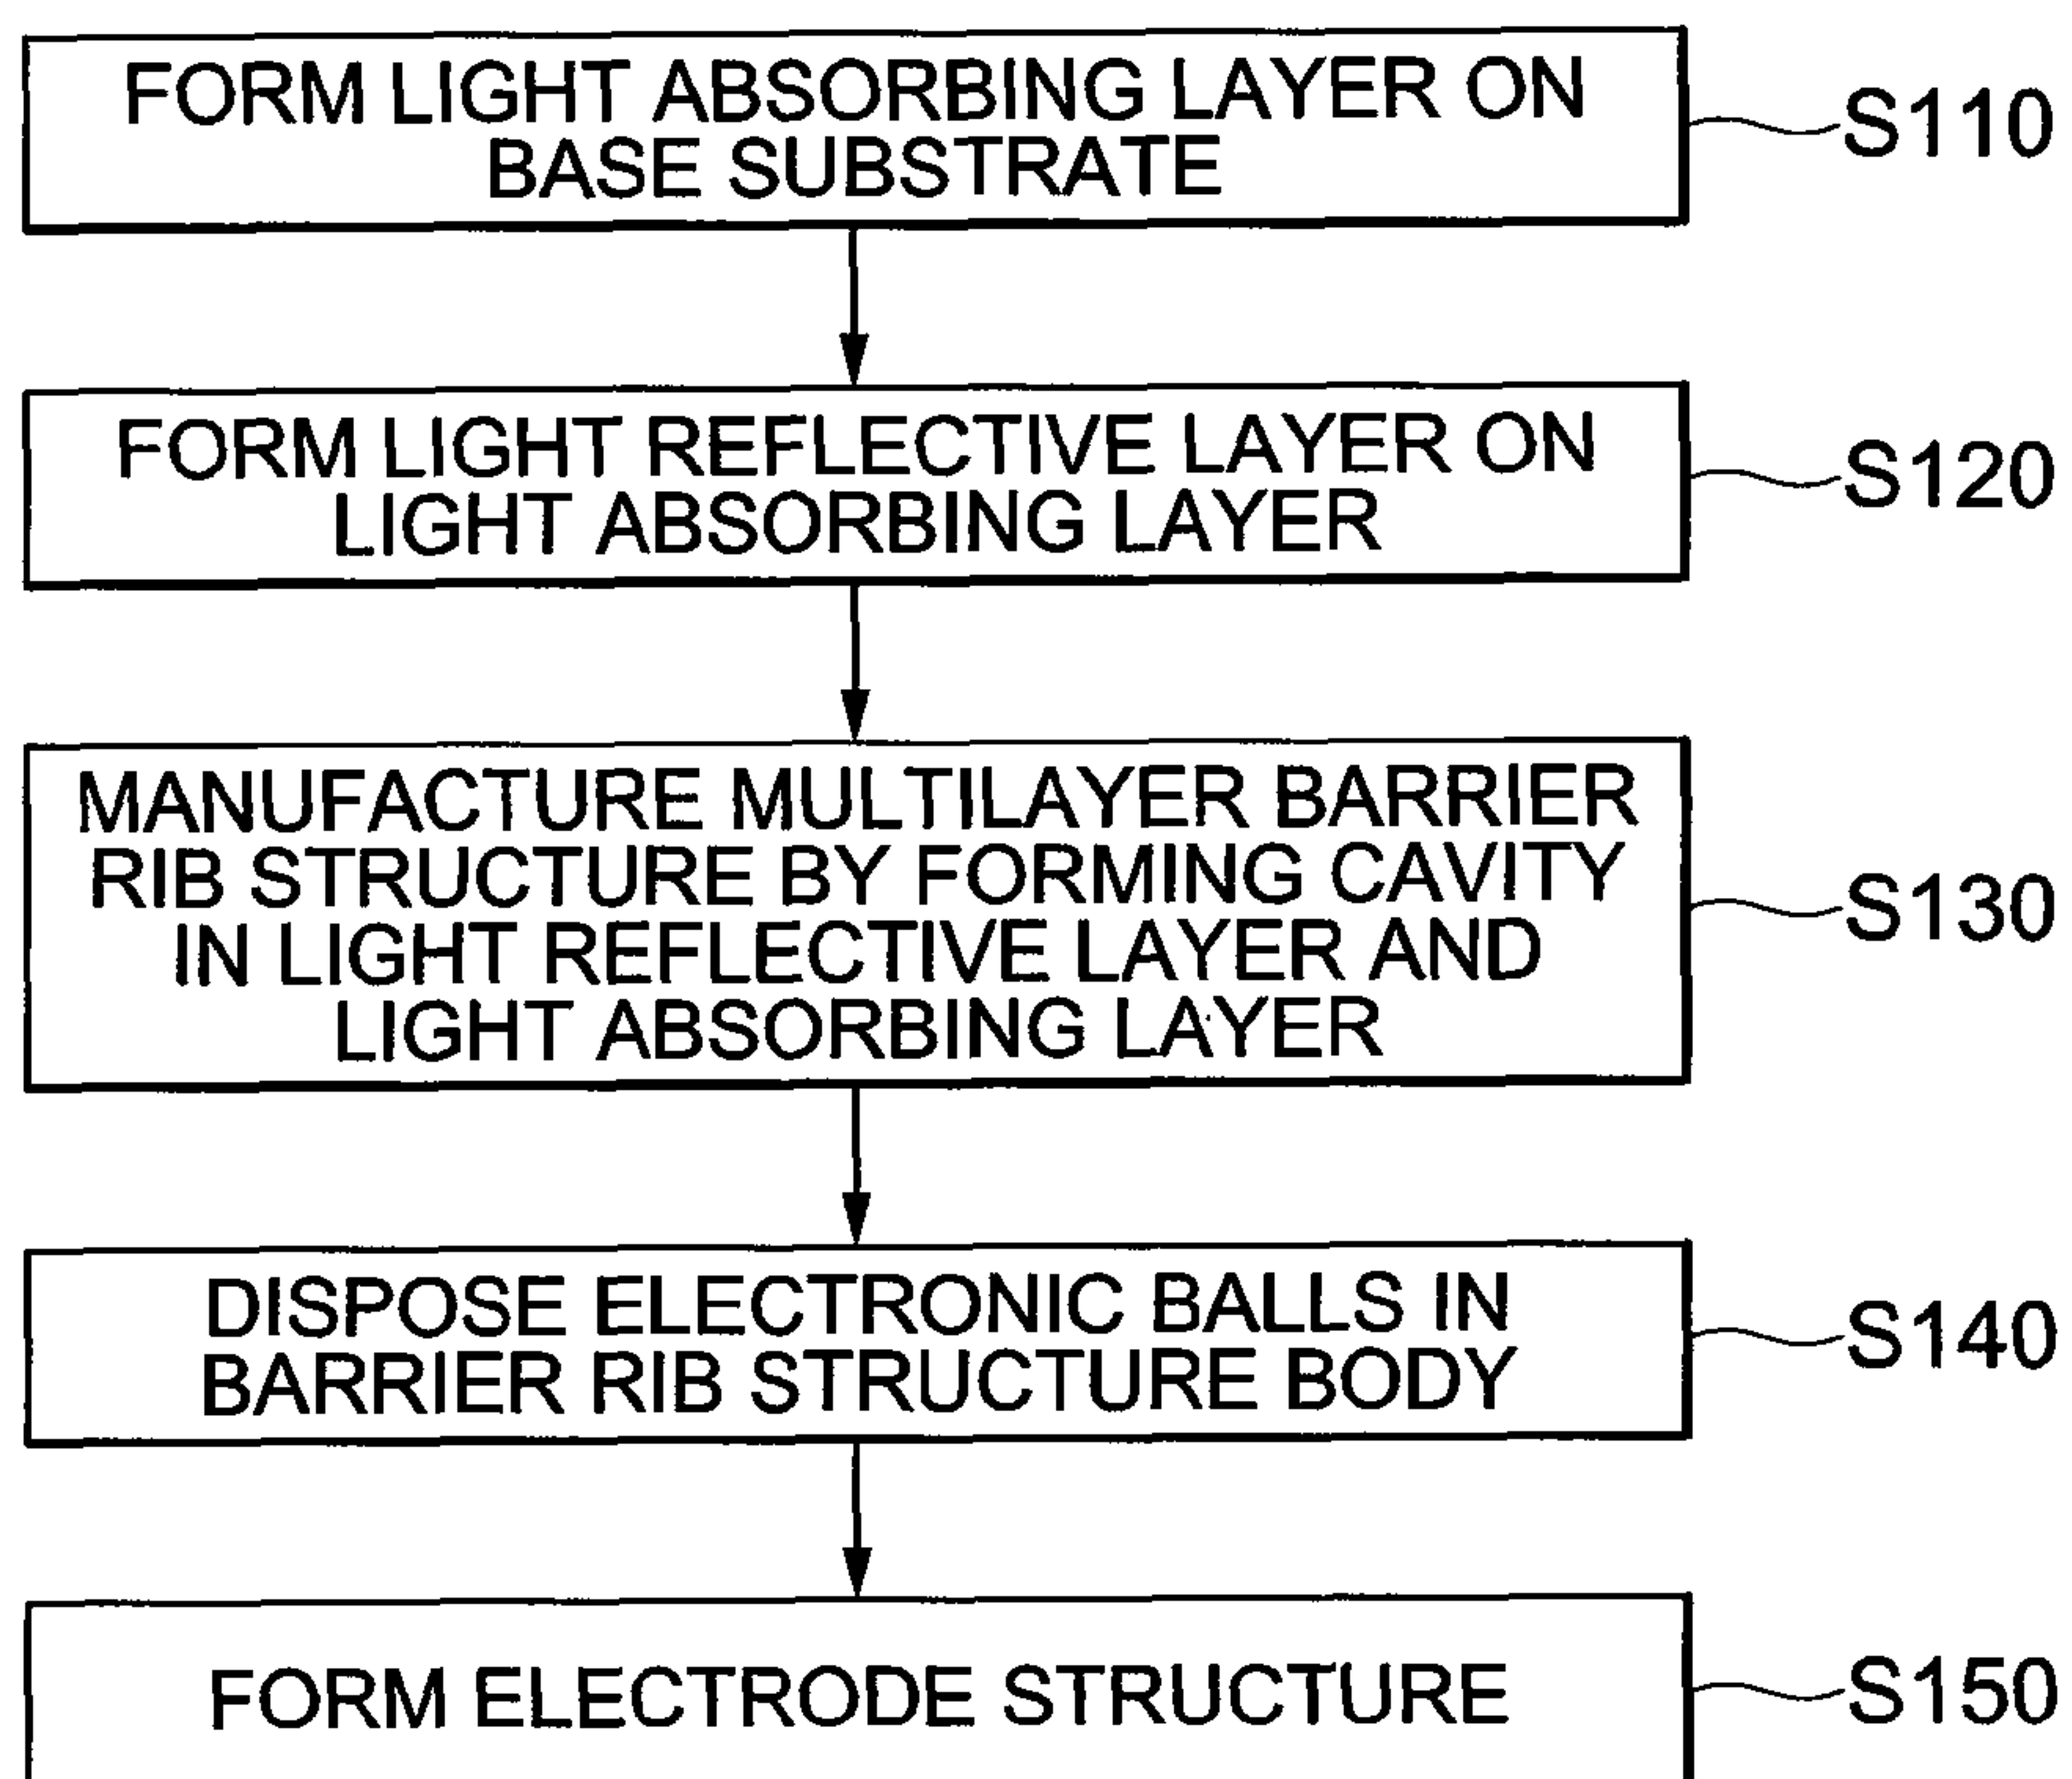 FORM LIGHT ABSORBING LAYER ON
BASE SUBSTRATE
S110
FORM LIGHT REFLECTIVE LAYER ON
LIGHT ABSORBING LAYER
S120
MANUFACTURE MULTILAYER BARRIER
RIB STRUCTURE BY FORMING CAVITY
IN LIGHT REFLECTIVE LAYER AND
LIGHT ABSORBING LAYER
S130
DISPOSE ELECTRONIC BALLS IN
BARRIER RIB STRUCTURE BODY
S140
FORM ELECTRODE STRUCTURE
S150